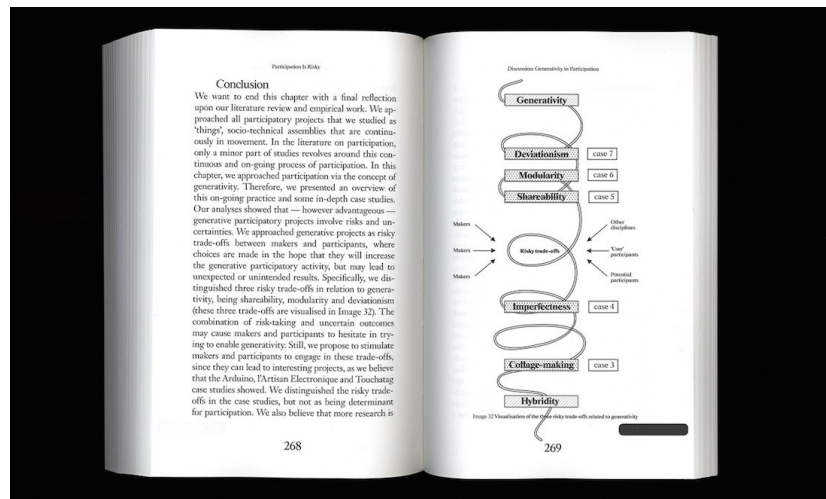 Participation Is Risky
Conclusion
We want to end this chapter with a final reflection
upon our literature review and empirical work. We ap-
proached all participatory projects that we studied as
'things', socio-technical assemblies that are continu-
ously in movement. In the literature on participation,
only a minor part of studies revolves around this con-
tinuous and on-going process of participation. In this
chapter, we approached participation via the concept of
generativity. Therefore, we presented an overview of
this on-going practice and some in-depth case studies.
Our analyses showed that — however advantageous —
generative participatory projects involve risks and un-
certainties. We approached generative projects as risky
trade-offs between makers and participants, where
choices are made in the hope that they will increase
the generative participatory activity, but may lead to
unexpected or unintended results. Specifically, we dis-
tinguished three risky trade-offs in relation to genera-
tivity, being shareability, modularity and deviationism
(these three trade-offs are visualised in Image 32). The
combination of risk-taking and uncertain outcomes
may cause makers and participants to hesitate in try-
ing to enable generativity. Still, we propose to stimulate
makers and participants to engage in these trade-offs,
since they can lead to interesting projects, as we believe
that the Arduino, l'Artisan Electronique and Touchatag
case studies showed. We distinguished the risky trade-
offs in the case studies, but not as being determinant
for participation. We also believe that more research is
268
Discussion: Generativity in Participation
Generativity
Deviationism case 7
Modularity case 6
Shareability case 5
Makers
Makers
Makers
Risky trade-offs
Other
disciplines
'User'
participants
Potential
participants
Imperfectness case 4
Collage-making case 3
Hybridity
Image 32 Visualisation of the three risky trade-offs related to generativity
269